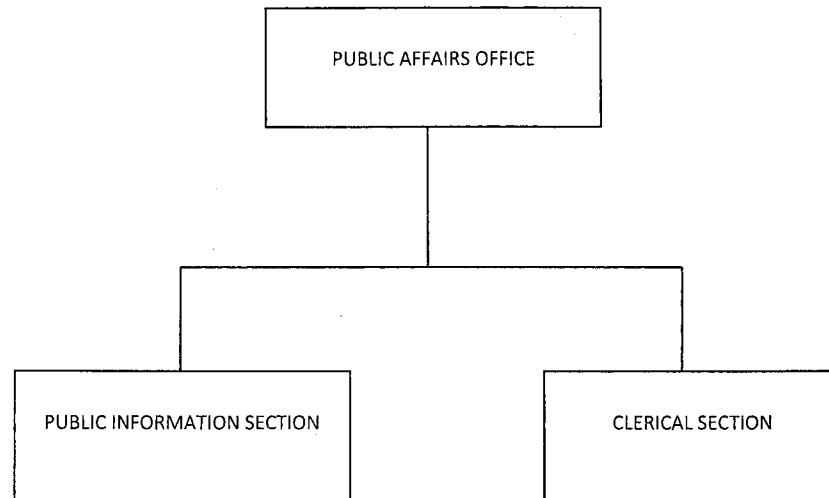 PUBLIC AFFAIRS OFFICE
PUBLIC INFORMATION SECTION
CLERICAL SECTION